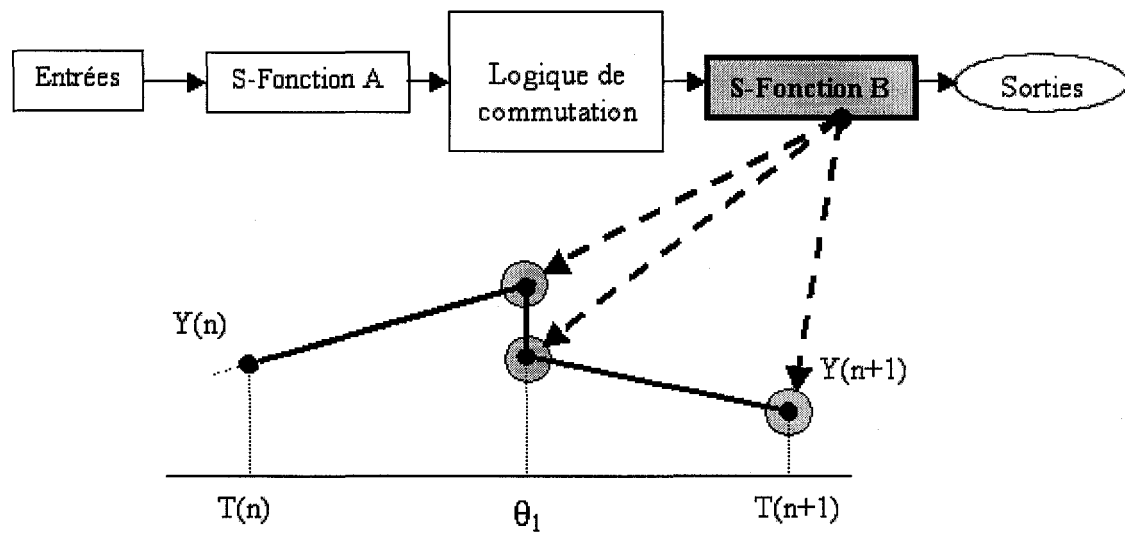 Entrées
S-Fonction A
Logique de
commutation
S-Fonction B
Sorties
Y(n)
Y(n+1)
T(n)
θ₁
T(n+1)